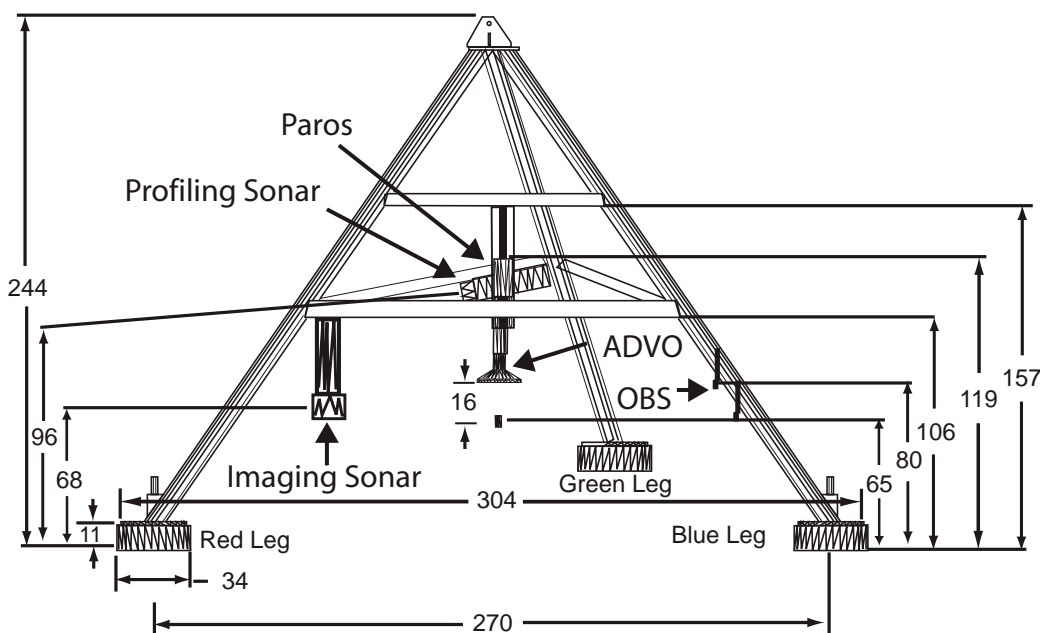 Paros
Profiling Sonar
244
ADVO
157
16
OBS
119
96
106
68
80
65
Imaging Sonar
Green Leg
304
11
Red Leg
Blue Leg
34
270